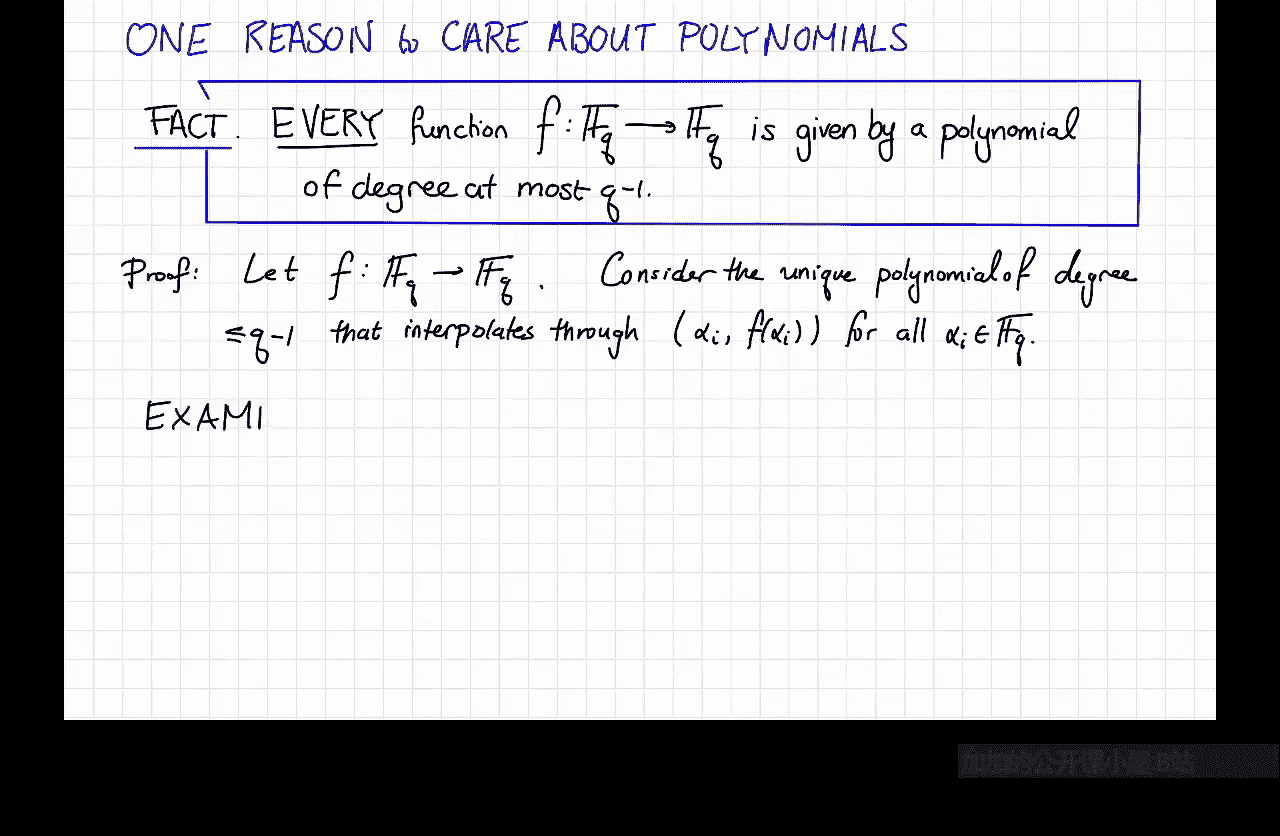 ONE REASON to CARE ABOUT POLYNOMIALS
FACT. EVERY function f: 𝔽q → 𝔽q is given by a polynomial
of degree at most q-1.
Proof: Let f: 𝔽q → 𝔽q. Consider the unique polynomial of degree
≤q-1 that interpolates through (αi, f(αi)) for all αi ∈ 𝔽q.
EXAMI